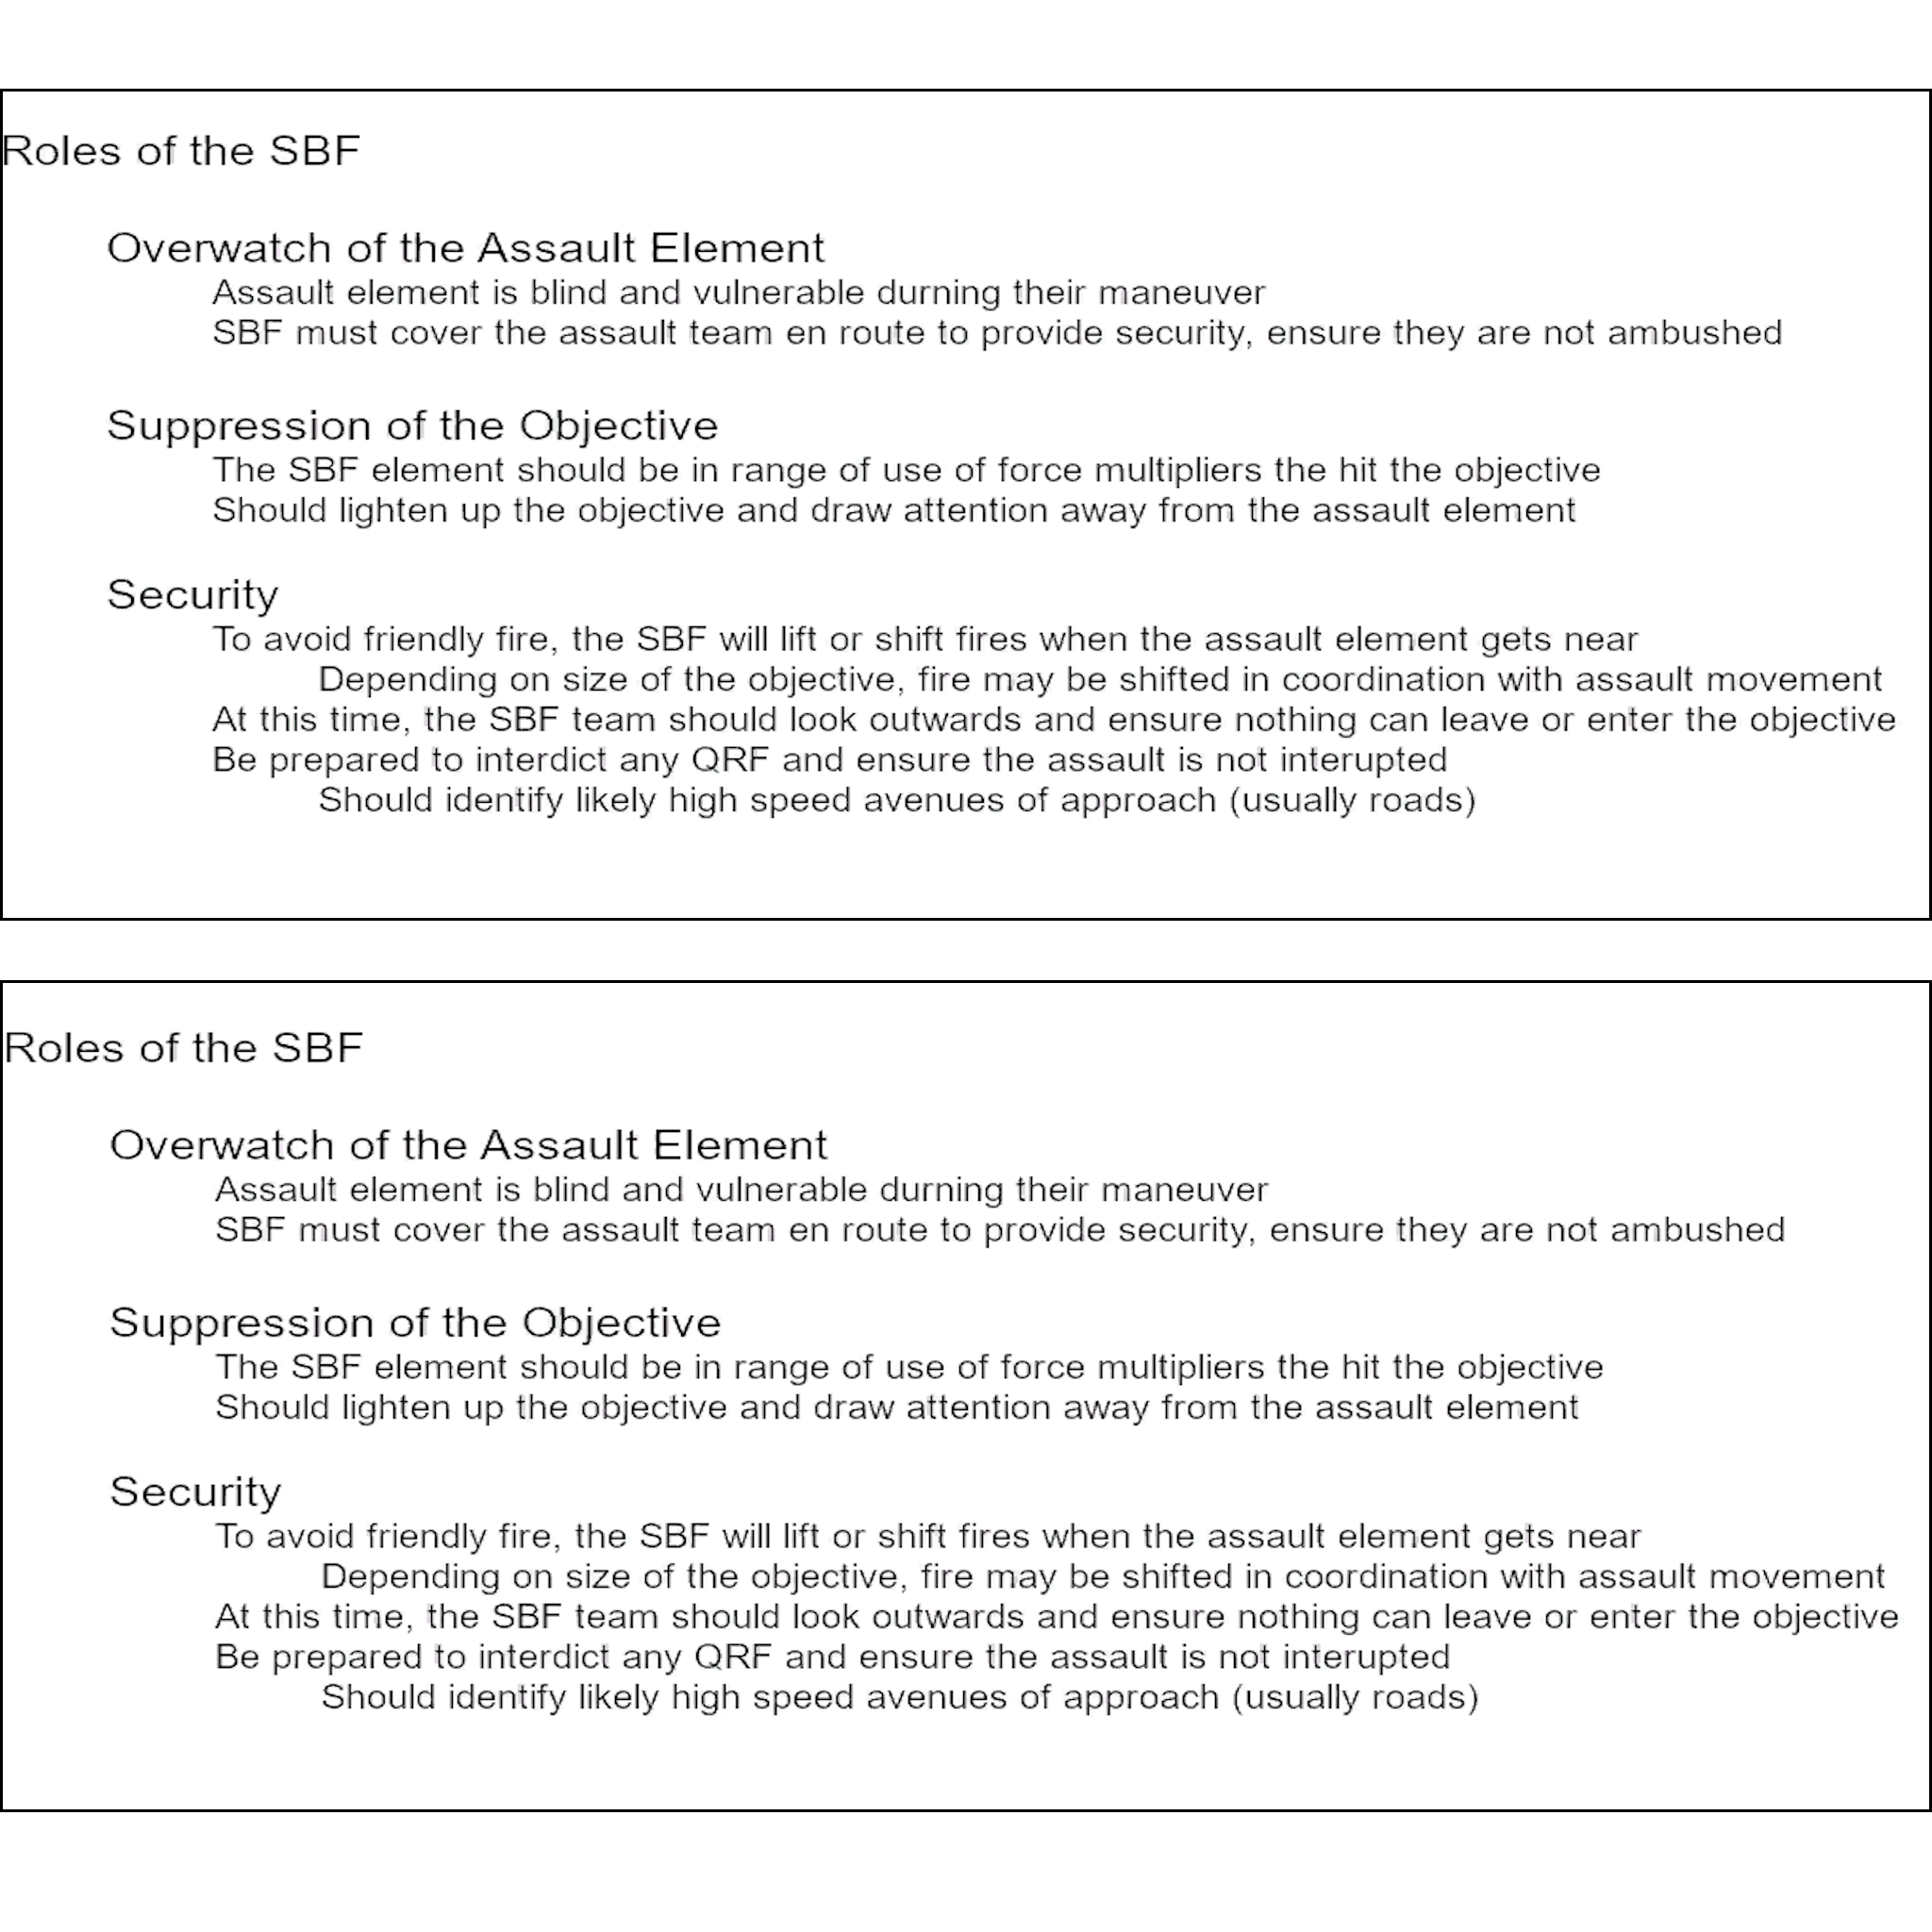 Roles of the SBF
Overwatch of the Assault Element
Assault element is blind and vulnerable durning their maneuver
SBF must cover the assault team en route to provide security, ensure they are not ambushed
Suppression of the Objective
The SBF element should be in range of use of force multipliers the hit the objective
Should lighten up the objective and draw attention away from the assault element
Security
To avoid friendly fire, the SBF will lift or shift fires when the assault element gets near
Depending on size of the objective, fire may be shifted in coordination with assault movement
At this time, the SBF team should look outwards and ensure nothing can leave or enter the objective
Be prepared to interdict any QRF and ensure the assault is not interupted
Should identify likely high speed avenues of approach (usually roads)
Roles of the SBF
Overwatch of the Assault Element
Assault element is blind and vulnerable durning their maneuver
SBF must cover the assault team en route to provide security, ensure they are not ambushed
Suppression of the Objective
The SBF element should be in range of use of force multipliers the hit the objective
Should lighten up the objective and draw attention away from the assault element
Security
To avoid friendly fire, the SBF will lift or shift fires when the assault element gets near
Depending on size of the objective, fire may be shifted in coordination with assault movement
At this time, the SBF team should look outwards and ensure nothing can leave or enter the objective
Be prepared to interdict any QRF and ensure the assault is not interupted
Should identify likely high speed avenues of approach (usually roads)